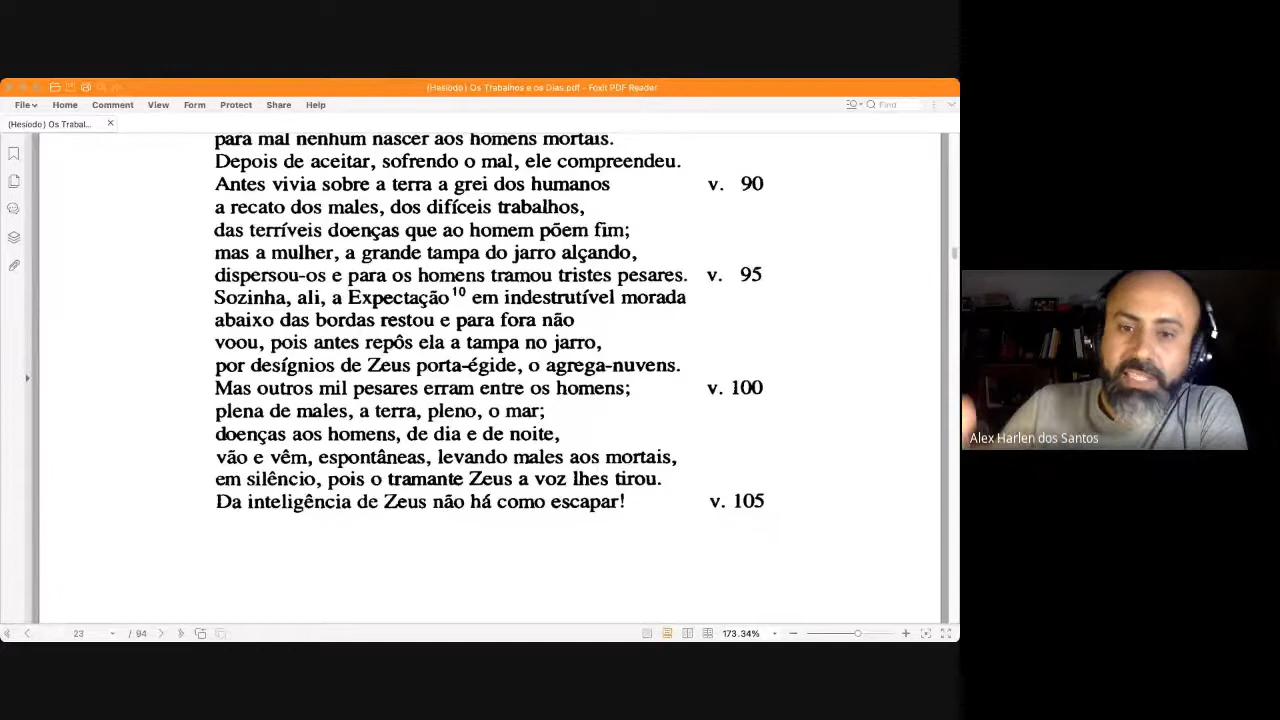 (Hesíodo) Os Trabalhos e os Dias.pdf - Foxit PDF Reader
File Home Comment View Form Protect Share Help
Find
(Hesíodo) Os Trabal...
para mal nenhum nascer aos homens mortais.
Depois de aceitar, sofrendo o mal, ele compreendeu.
Antes vivia sobre a terra a grei dos humanos v. 90
a recato dos males, dos difíceis trabalhos,
das terríveis doenças que ao homem põem fim;
mas a mulher, a grande tampa do jarro alçando,
dispersou-os e para os homens tramou tristes pesares. v. 95
Sozinha, ali, a Expectação10 em indestrutível morada
abaixo das bordas restou e para fora não
voou, pois antes repôs ela a tampa no jarro,
por desígnios de Zeus porta-égide, o agrega-nuvens.
Mas outros mil pesares erram entre os homens; v. 100
plena de males, a terra, pleno, o mar;
doenças aos homens, de dia e de noite,
vão e vêm, espontâneas, levando males aos mortais,
em silêncio, pois o tramante Zeus a voz lhes tirou.
Da inteligência de Zeus não há como escapar! v. 105
Alex Harlen dos Santos
23 / 94
173.34%